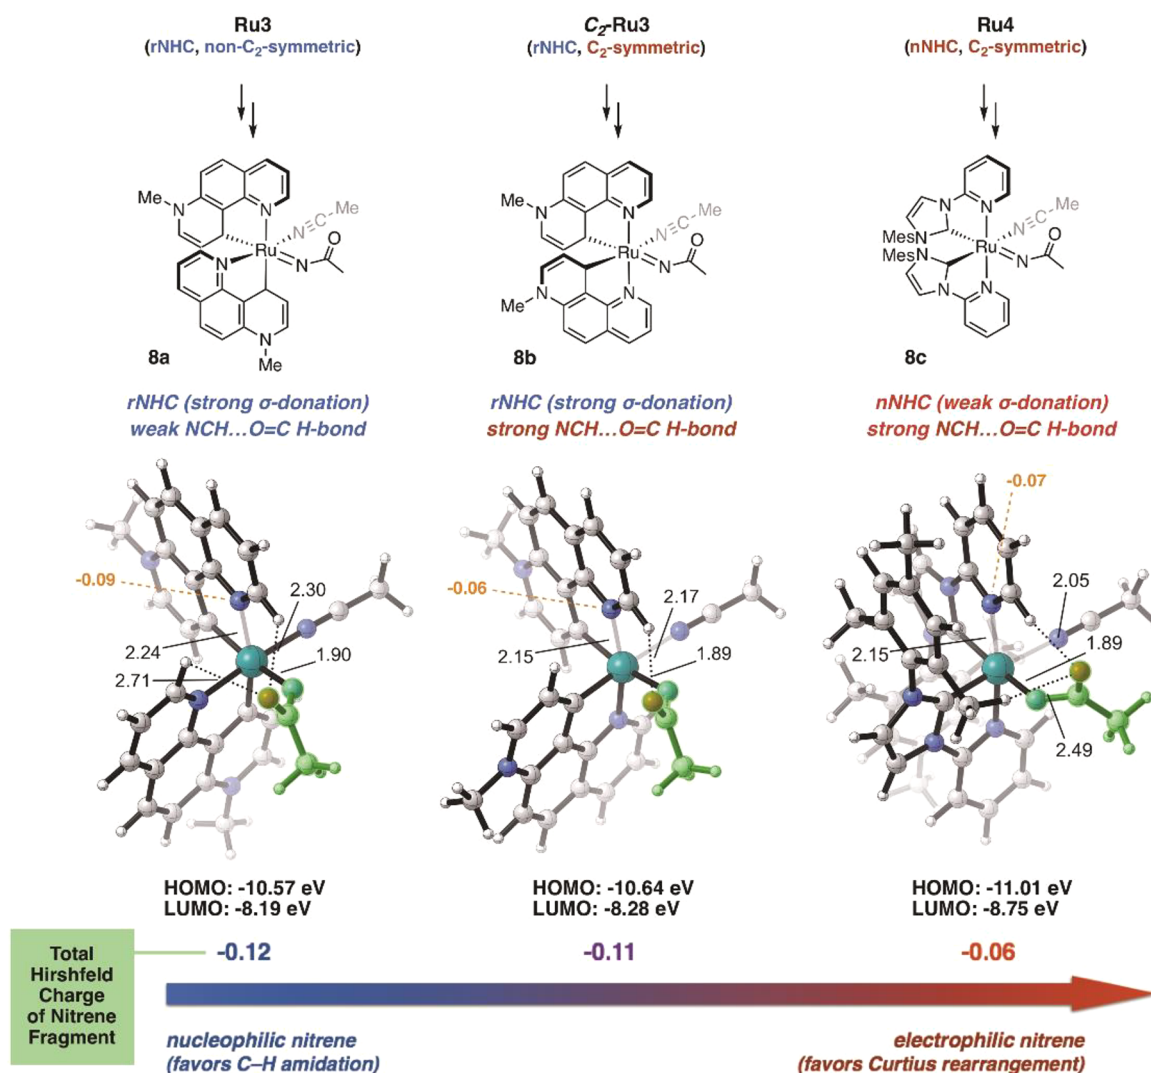 Ru3
(rNHC, non-C₂-symmetric)
C₂-Ru3
(rNHC, C₂-symmetric)
Ru4
(nNHC, C₂-symmetric)
Me
N
N
N
C
Me
Ru
N
N
O
N
Me
8a
Me
N
N
N
C
Me
Ru
N
O
N
Me
N
8b
N
N
N
Mes
N
Mes
N
N
C
Me
Ru
N
O
N
N
8c
rNHC (strong σ-donation)
weak NCH...O=C H-bond
rNHC (strong σ-donation)
strong NCH...O=C H-bond
nNHC (weak σ-donation)
strong NCH...O=C H-bond
-0.09
2.30
2.24
1.90
2.71
-0.06
2.17
2.15
1.89
-0.07
2.05
2.15
1.89
2.49
HOMO: -10.57 eV
LUMO: -8.19 eV
HOMO: -10.64 eV
LUMO: -8.28 eV
HOMO: -11.01 eV
LUMO: -8.75 eV
Total
Hirshfeld
Charge
of Nitrene
Fragment
-0.12
-0.11
-0.06
nucleophilic nitrene
(favors C–H amidation)
electrophilic nitrene
(favors Curtius rearrangement)